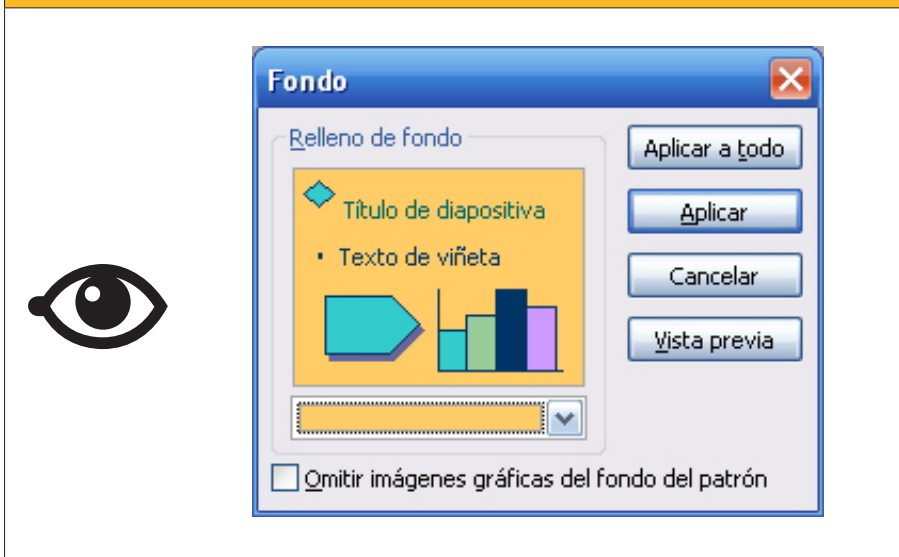 Fondo
Relleno de fondo
Título de diapositiva
• Texto de viñeta
Aplicar a todo
Aplicar
Cancelar
Vista previa
Omitir imágenes gráficas del fondo del patrón